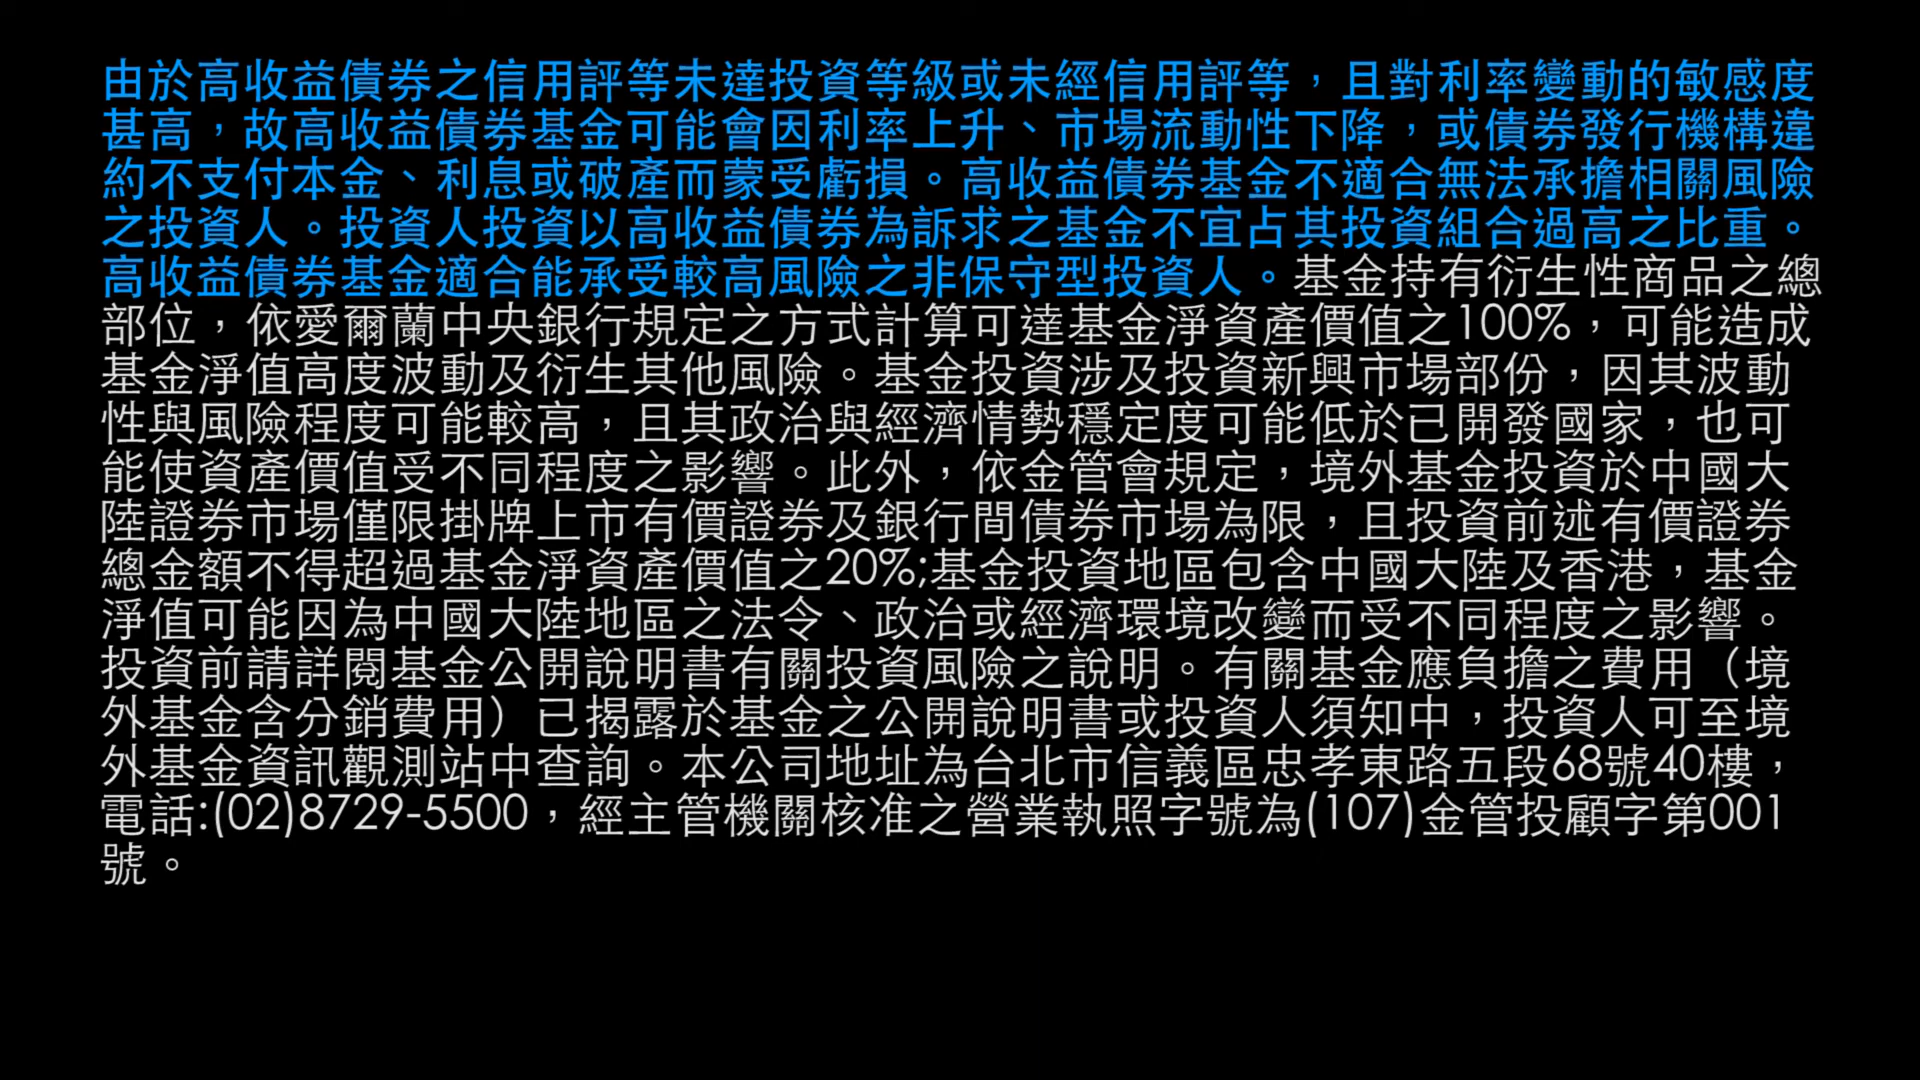 由於高收益債券之信用評等未達投資等級或未經信用評等，且對利率變動的敏感度
甚高，故高收益債券基金可能會因利率上升、市場流動性下降，或債券發行機構違
約不支付本金、利息或破產而蒙受虧損。高收益債券基金不適合無法承擔相關風險
之投資人。投資人投資以高收益債券為訴求之基金不宜占其投資組合過高之比重。
高收益債券基金適合能承受較高風險之非保守型投資人。基金持有衍生性商品之總
部位，依愛爾蘭中央銀行規定之方式計算可達基金淨資產價值之100%，可能造成
基金淨值高度波動及衍生其他風險。基金投資涉及投資新興市場部份，因其波動
性與風險程度可能較高，且其政治與經濟情勢穩定度可能低於已開發國家，也可
能使資產價值受不同程度之影響。此外，依金管會規定，境外基金投資於中國大
陸證券市場僅限掛牌上市有價證券及銀行間債券市場為限，且投資前述有價證券
總金額不得超過基金淨資產價值之20%;基金投資地區包含中國大陸及香港，基金
淨值可能因為中國大陸地區之法令、政治或經濟環境改變而受不同程度之影響。
投資前請詳閱基金公開說明書有關投資風險之說明。有關基金應負擔之費用（境
外基金含分銷費用）已揭露於基金之公開說明書或投資人須知中，投資人可至境
外基金資訊觀測站中查詢。本公司地址為台北市信義區忠孝東路五段68號40樓，
電話:(02)8729-5500，經主管機關核准之營業執照字號為(107)金管投顧字第001
號。